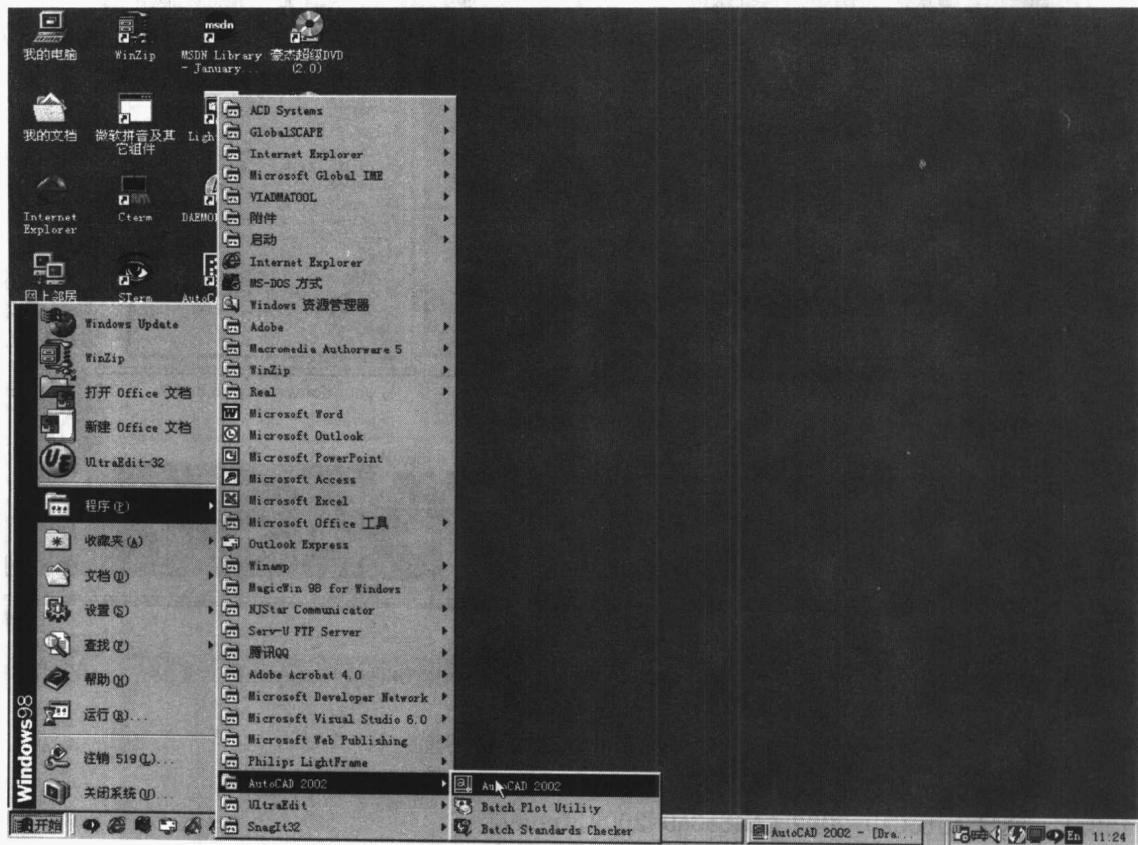 我的电脑
WinZip
msdn
MSDN Library
- January...
豪杰超级DVD
(2.0)
我的文档
微软拼音及其
它组件
Ligh
Internet
Explorer
Cterm
DAEMO
网上邻居
STerm
AutoC
ACD Systems
GlobalSCAPE
Internet Explorer
Microsoft Global IME
VIADMATOOL
附件
启动
Internet Explorer
MS-DOS 方式
Windows 资源管理器
Adobe
Macromedia Authorware 5
WinZip
Real
Microsoft Word
Microsoft Outlook
Microsoft PowerPoint
Microsoft Access
Microsoft Excel
Microsoft Office 工具
Outlook Express
Winamp
MagicWin 98 for Windows
NJStar Communicator
Serv-U FTP Server
腾讯QQ
Adobe Acrobat 4.0
Microsoft Developer Network
Microsoft Visual Studio 6.0
Microsoft Web Publishing
Philips LightFrame
AutoCAD 2002
UltraEdit
SnagIt32
AutoCAD 2002
Batch Plot Utility
Batch Standards Checker
Windows Update
WinZip
打开 Office 文档
新建 Office 文档
UltraEdit-32
程序(P)
收藏夹(A)
文档(D)
设置(S)
查找(F)
帮助(H)
运行(R)...
注销 519(L)...
关闭系统(U)...
Windows98
开始
AutoCAD 2002 - [Dra...
En
11:24